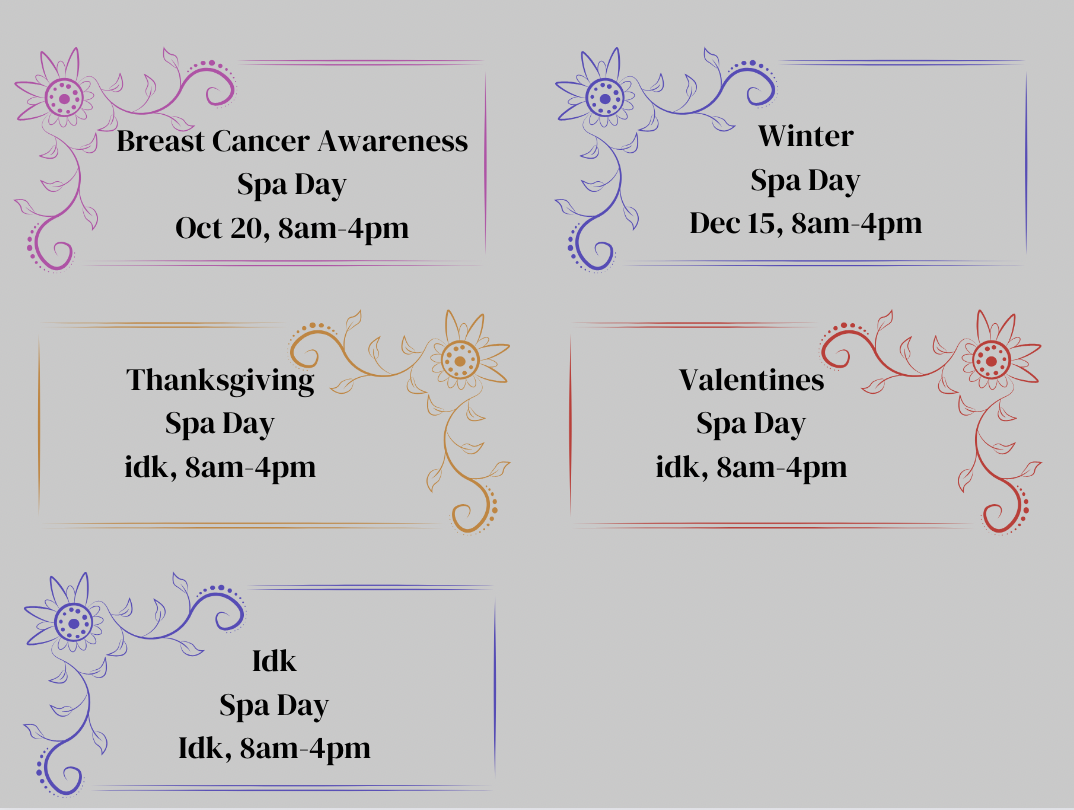 Breast Cancer Awareness
Spa Day
Oct 20, 8am-4pm
Winter
Spa Day
Dec 15, 8am-4pm
Thanksgiving
Spa Day
idk, 8am-4pm
Valentines
Spa Day
idk, 8am-4pm
Idk
Spa Day
Idk, 8am-4pm